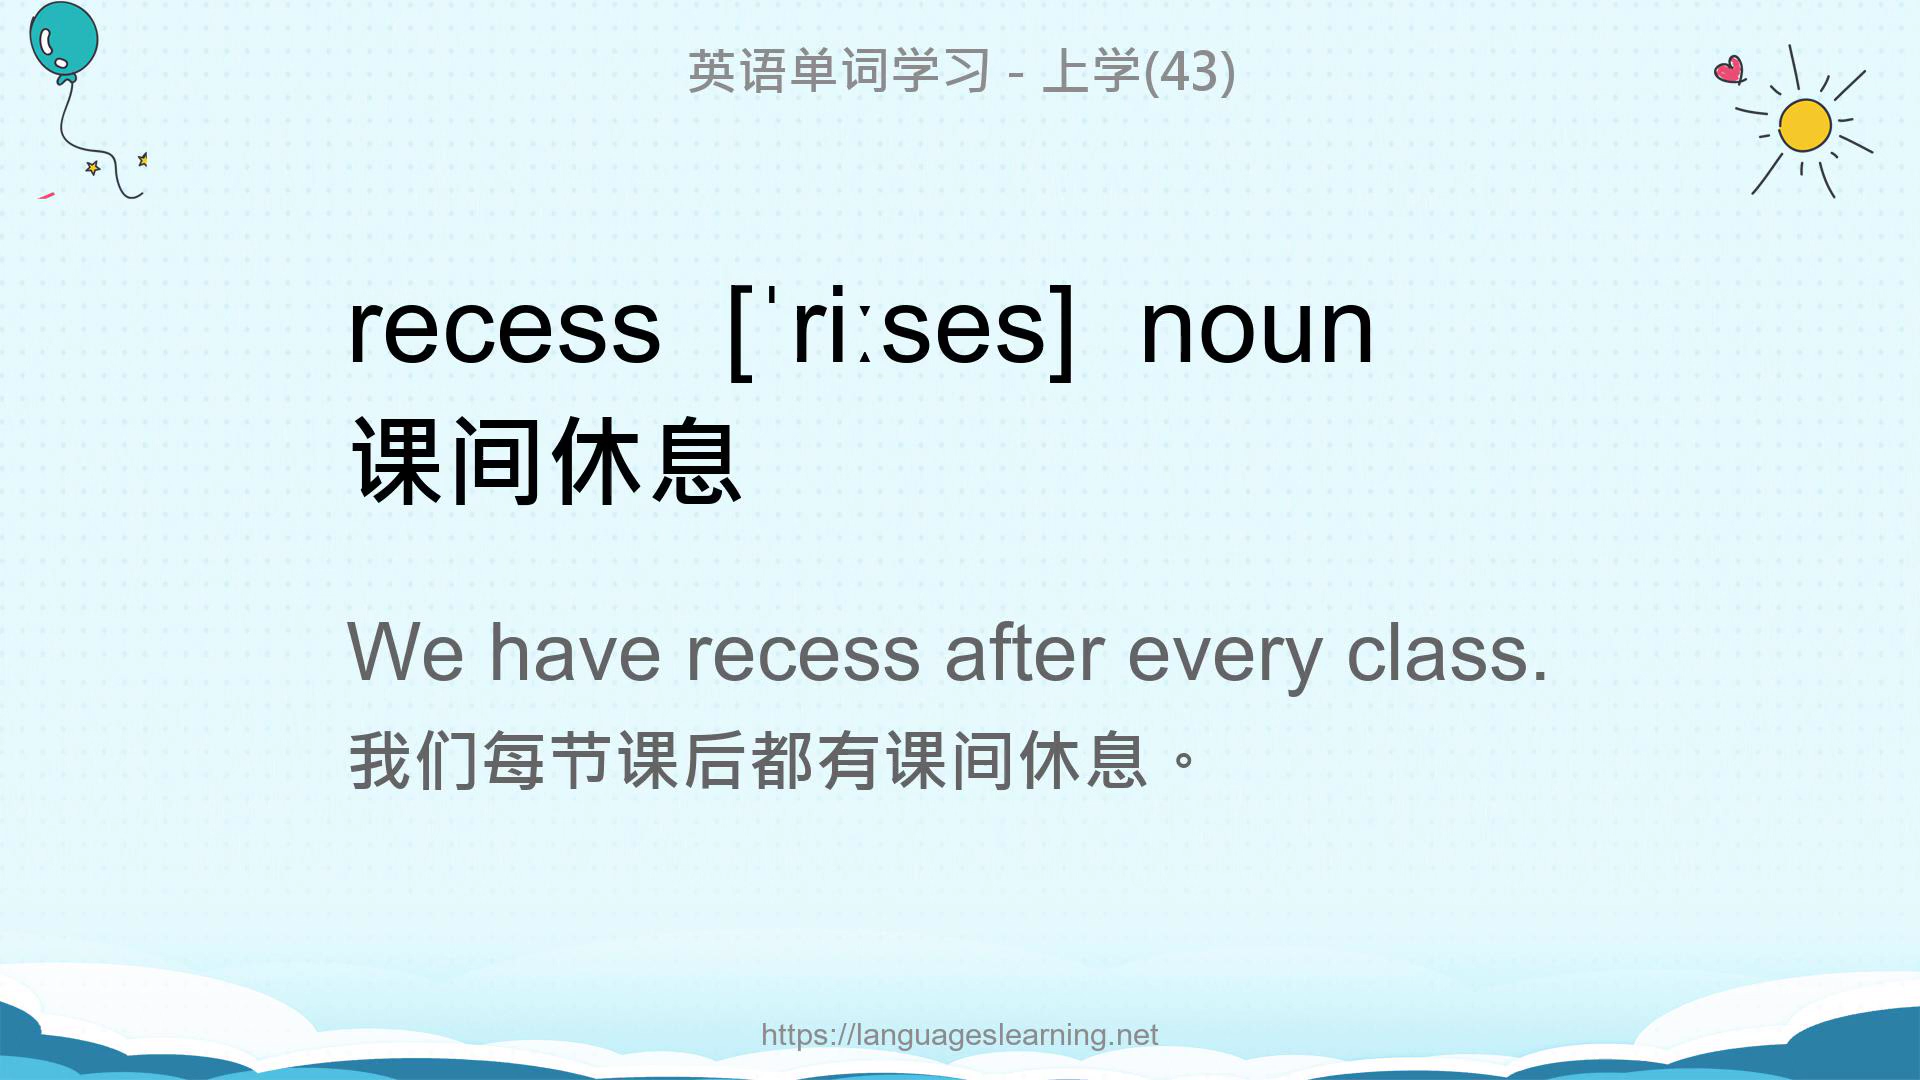 英语单词学习 - 上学(43)
recess [ˈriːses] noun
课间休息
We have recess after every class.
我们每节课后都有课间休息。
https://languageslearning.net